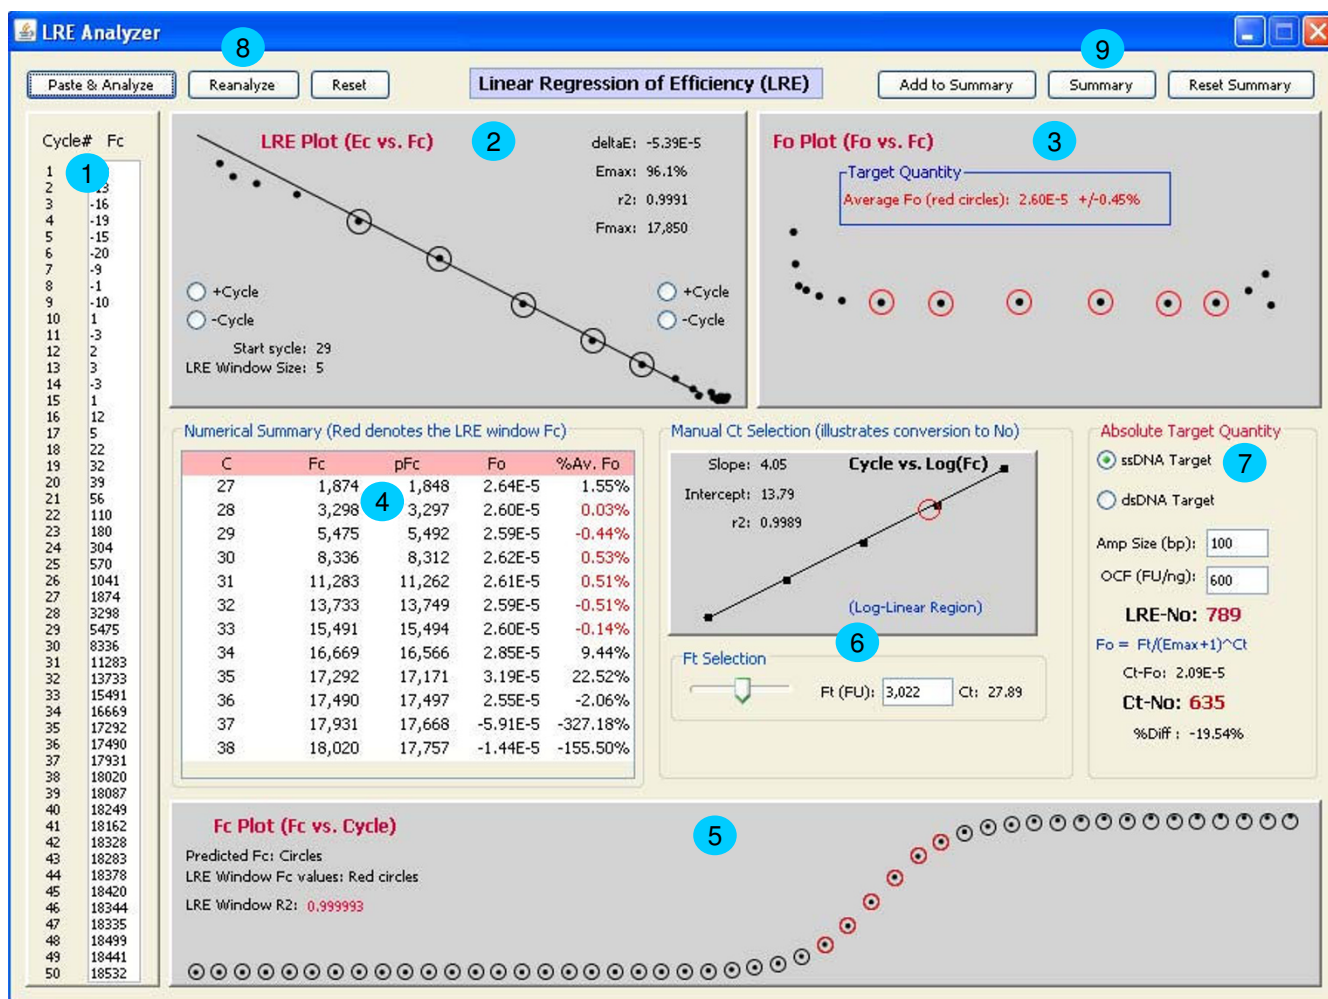 LRE Analyzer
8
9
Paste & Analyze Reanalyze Reset Linear Regression of Efficiency (LRE) Add to Summary Summary Reset Summary
Cycle# Fc
1
1
2 -13
3 -16
4 -19
5 -15
6 -20
7 -9
8 -1
9 -10
10 1
11 -3
12 2
13 3
14 -3
15 1
16 12
17 5
18 22
19 32
20 39
21 56
22 110
23 180
24 304
25 570
26 1041
27 1874
28 3298
29 5475
30 8336
31 11283
32 13733
33 15491
34 16669
35 17292
36 17490
37 17931
38 18020
39 18087
40 18249
41 18162
42 18328
43 18283
44 18378
45 18420
46 18344
47 18335
48 18499
49 18441
50 18532
LRE Plot (Ec vs. Fc)
2
deltaE: -5.39E-5
Emax: 96.1%
r2: 0.9991
Fmax: 17,850
+Cycle
-Cycle
+Cycle
-Cycle
Start sycle: 29
LRE Window Size: 5
Fo Plot (Fo vs. Fc)
3
Target Quantity
Average Fo (red circles): 2.60E-5 +/-0.45%
Numerical Summary (Red denotes the LRE window Fc)
C Fc pFc Fo %Av. Fo
27 1,874 1,848 2.64E-5 1.55%
28 3,298 3,297 2.60E-5 0.03%
29 5,475 5,492 2.59E-5 -0.44%
30 8,336 8,312 2.62E-5 0.53%
31 11,283 11,262 2.61E-5 0.51%
32 13,733 13,749 2.59E-5 -0.51%
33 15,491 15,494 2.60E-5 -0.14%
34 16,669 16,566 2.85E-5 9.44%
35 17,292 17,171 3.19E-5 22.52%
36 17,490 17,497 2.55E-5 -2.06%
37 17,931 17,668 -5.91E-5 -327.18%
38 18,020 17,757 -1.44E-5 -155.50%
4
Manual Ct Selection (illustrates conversion to No)
Slope: 4.05
Cycle vs. Log(Fc)
Intercept: 13.79
r2: 0.9989
(Log-Linear Region)
6
Ft Selection
Ft (FU): 3,022 Ct: 27.89
Absolute Target Quantity
ssDNA Target
7
dsDNA Target
Amp Size (bp): 100
OCF (FU/ng): 600
LRE-No: 789
Fo = Ft/(Emax+1)^Ct
Ct-Fo: 2.09E-5
Ct-No: 635
%Diff : -19.54%
Fc Plot (Fc vs. Cycle)
5
Predicted Fc: Circles
LRE Window Fc values: Red circles
LRE Window R2: 0.999993